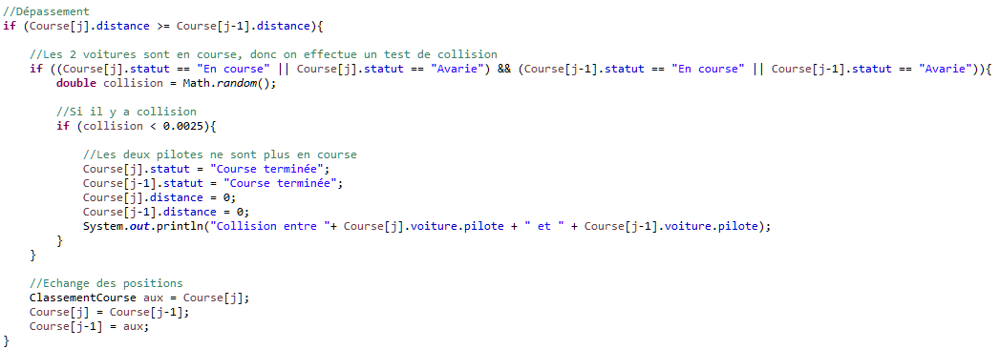 //Dépassement
if (Course[j].distance >= Course[j-1].distance){
//Les 2 voitures sont en course, donc on effectue un test de collision
if ((Course[j].statut == "En course" || Course[j].statut == "Avarie") && (Course[j-1].statut == "En course" || Course[j-1].statut == "Avarie")){
double collision = Math.random();
//Si il y a collision
if (collision < 0.0025){
//Les deux pilotes ne sont plus en course
Course[j].statut = "Course terminée";
Course[j-1].statut = "Course terminée";
Course[j].distance = 0;
Course[j-1].distance = 0;
System.out.println("Collision entre "+ Course[j].voiture.pilote + " et " + Course[j-1].voiture.pilote);
}
}
//Echange des positions
ClassementCourse aux = Course[j];
Course[j] = Course[j-1];
Course[j-1] = aux;
}